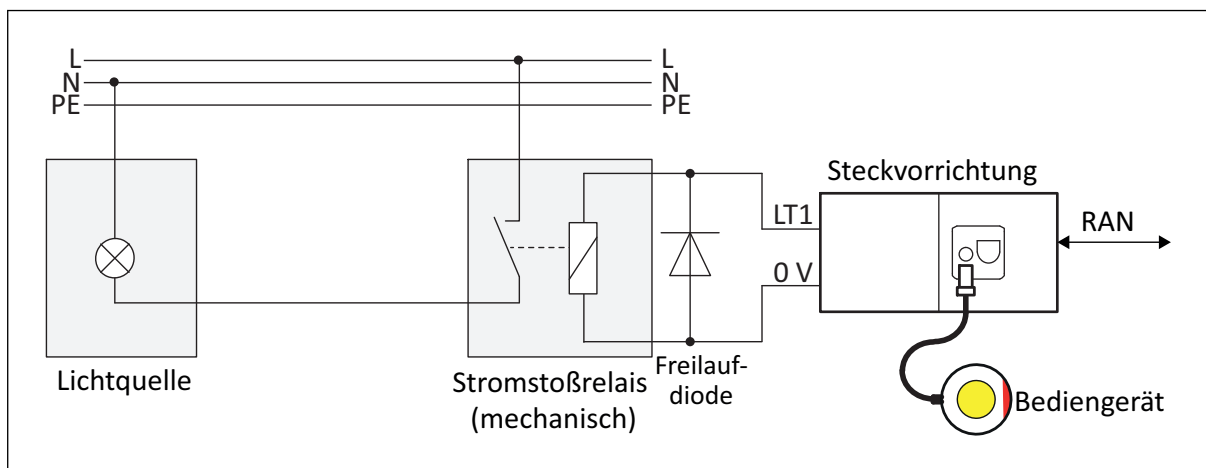 L
L
N
N
PE
PE
Steckvorrichtung
LT1
RAN
0 V
Lichtquelle
Stromstoßrelais
(mechanisch)
Freilauf-
diode
Bediengerät